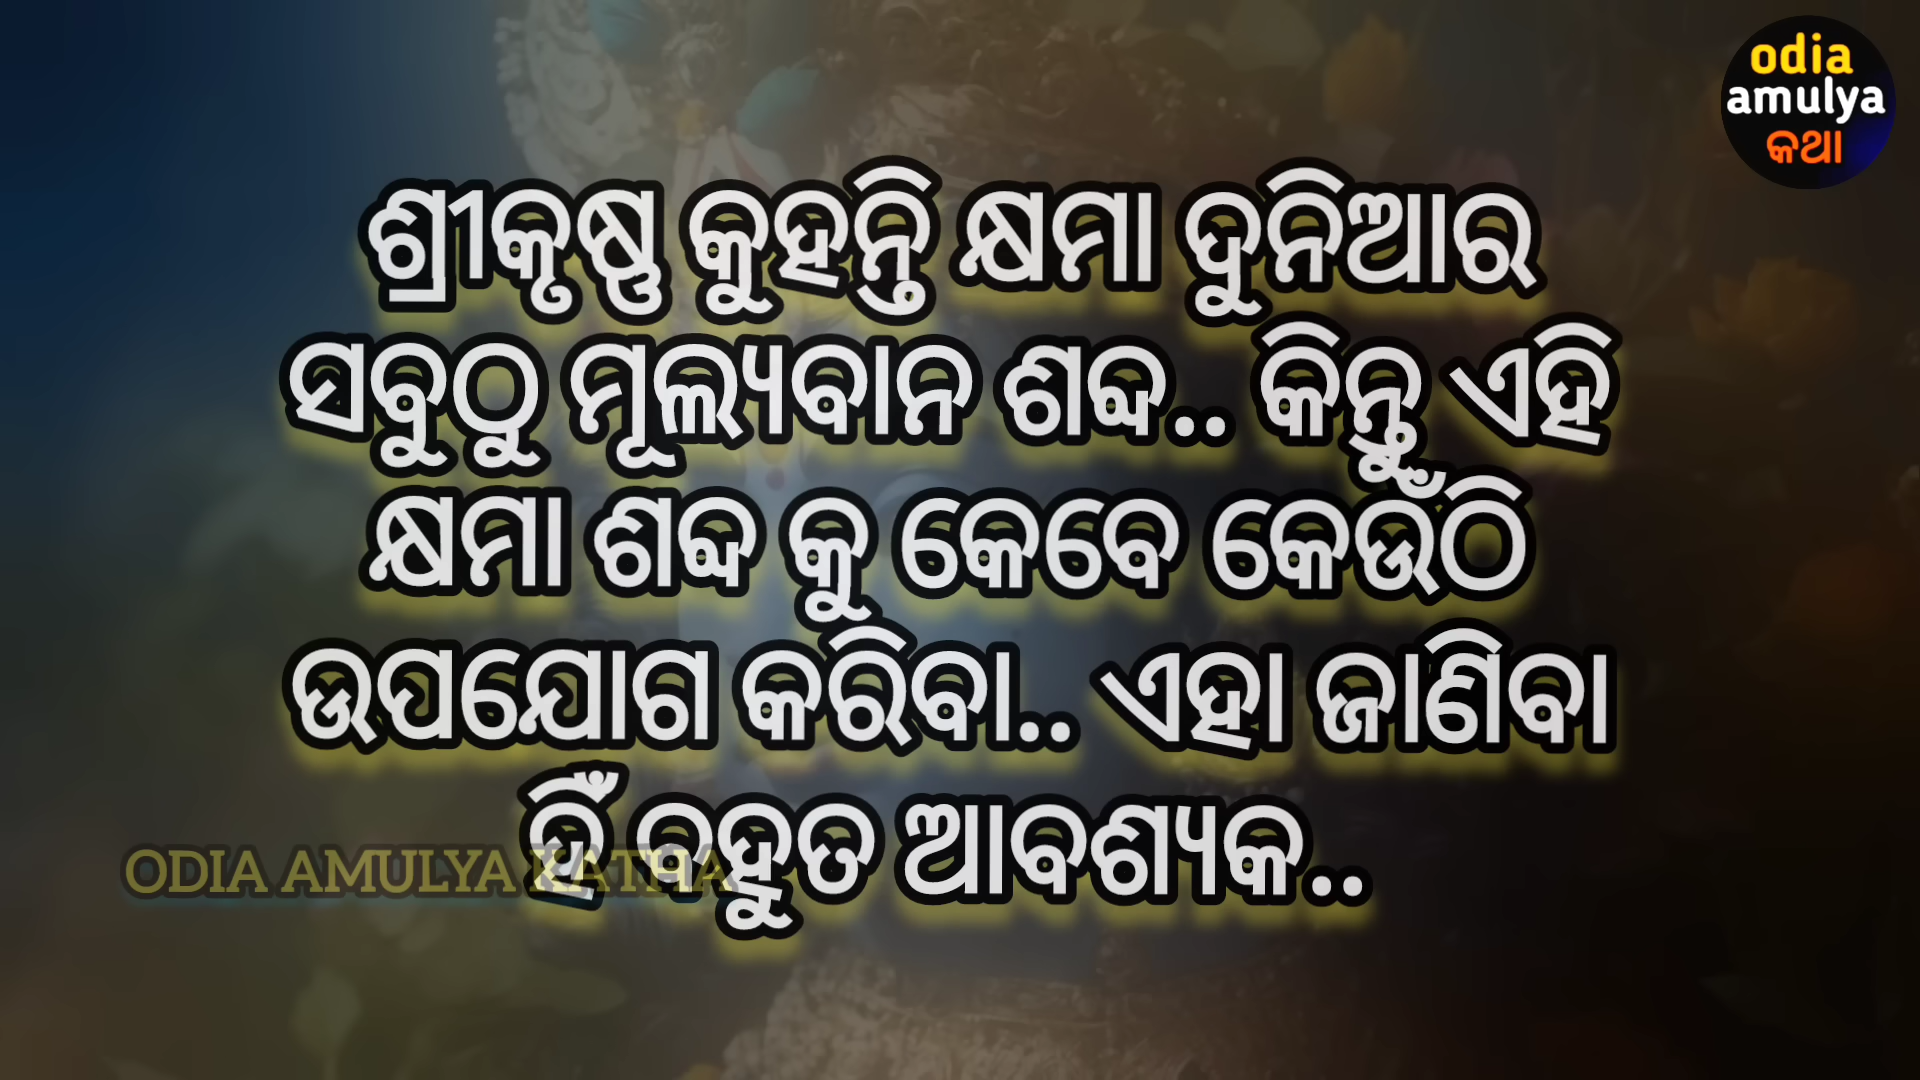 odia
amulya
କଥା
ଶ୍ରୀକୃଷ୍ଣ କୁହନ୍ତି କ୍ଷମା ଦୁନିଆର
ସବୁଠୁ ମୂଲ୍ୟବାନ ଶବ୍ଦ.. କିନ୍ତୁ ଏହି
କ୍ଷମା ଶବ୍ଦ କୁ କେବେ କେଉଁଠି
ଉପଯୋଗ କରିବା.. ଏହା ଜାଣିବା
ହିଁ ବହୁତ ଆବଶ୍ୟକ..
ODIA AMULYA KATHA